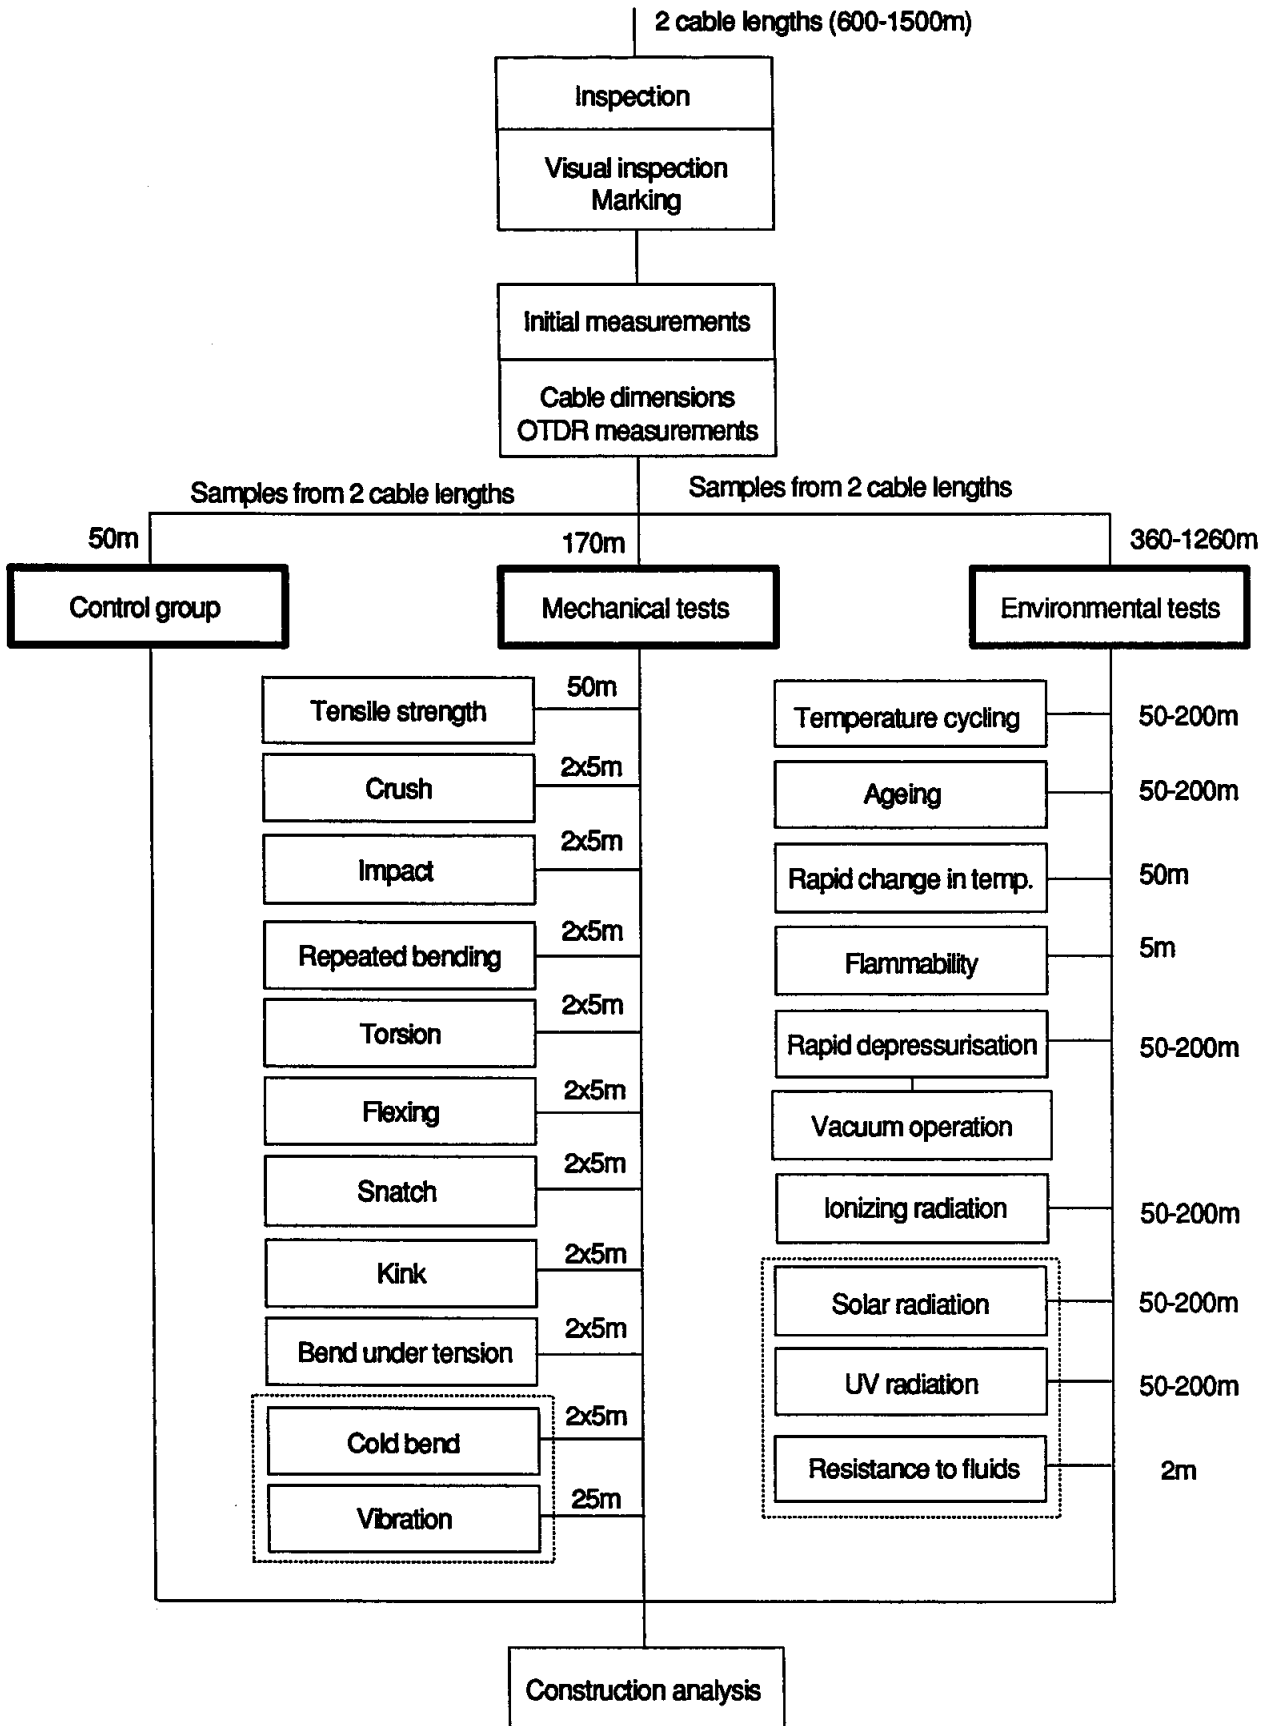 2 cable lengths (600-1500m)
Inspection
Visual inspection
Marking
Initial measurements
Cable dimensions
OTDR measurements
Samples from 2 cable lengths
Samples from 2 cable lengths
50m
170m
360-1260m
Control group
Mechanical tests
Environmental tests
Tensile strength
50m
Crush
2x5m
Impact
2x5m
Repeated bending
2x5m
Torsion
2x5m
Flexing
2x5m
Snatch
2x5m
Kink
2x5m
Bend under tension
2x5m
Cold bend
2x5m
Vibration
25m
Temperature cycling
50-200m
Ageing
50-200m
Rapid change in temp.
50m
Flammability
5m
Rapid depressurisation
50-200m
Vacuum operation
Ionizing radiation
50-200m
Solar radiation
50-200m
UV radiation
50-200m
Resistance to fluids
2m
Construction analysis